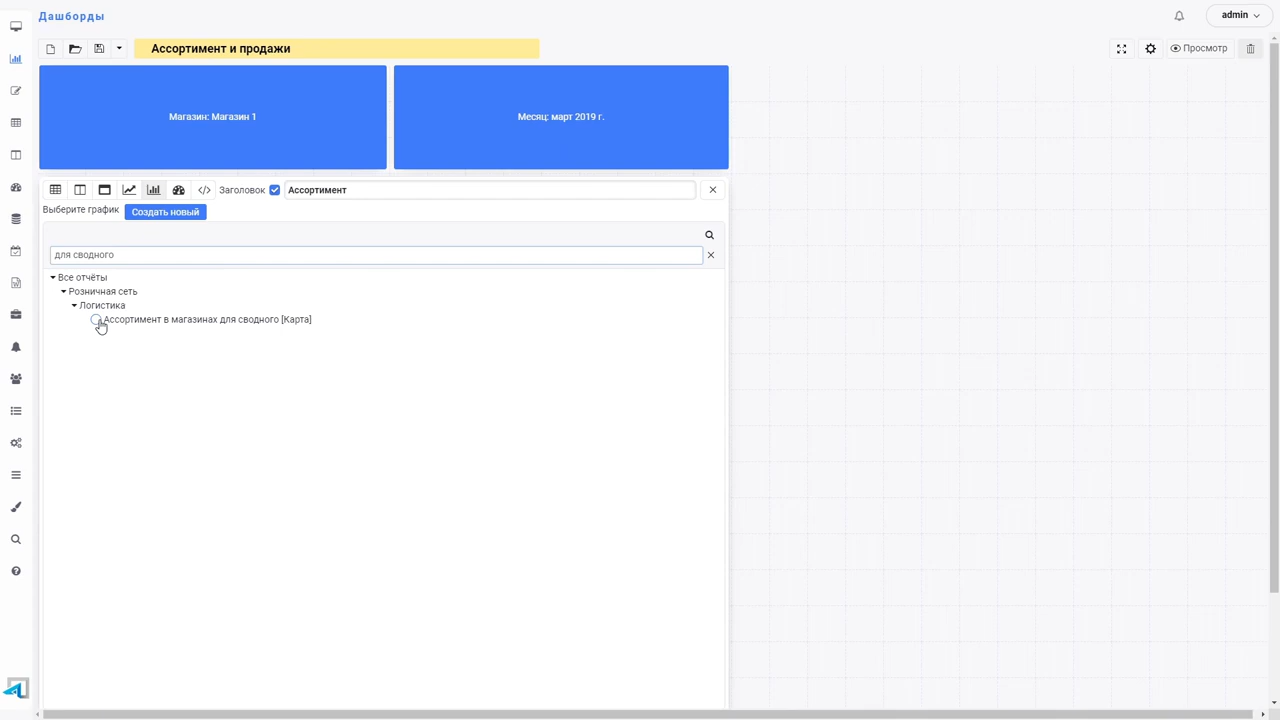 Дашборды
admin
Ассортимент и продажи
Просмотр
Магазин: Магазин 1
Месяц: март 2019 г.
Заголовок
Ассортимент
Выберите график
Создать новый
для сводного
Все отчёты
Розничная сеть
Логистика
Ассортимент в магазинах для сводного [Карта]